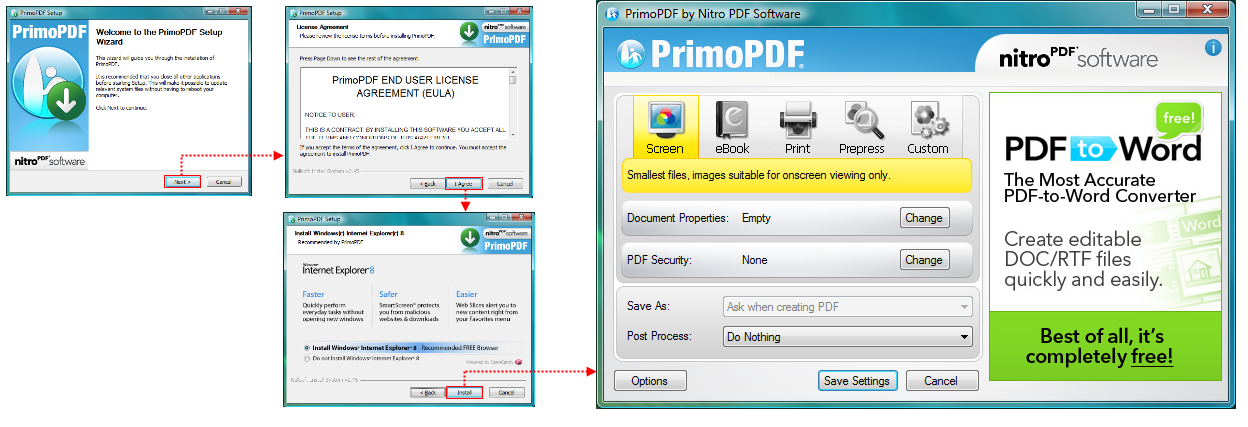 PrimoPDF Setup
PrimoPDF
Welcome to the PrimoPDF Setup
Wizard
This wizard will guide you through the installation of
PrimoPDF.
It is recommended that you close all other applications
before starting Setup. This will make it possible to update
relevant system files without having to reboot your
computer.
Click Next to continue.
nitroPDF software
Next >
Cancel
PrimoPDF Setup
License Agreement
Please review the license terms before installing PrimoPDF.
nitroPDF software
PrimoPDF
Press Page Down to see the rest of the agreement.
PrimoPDF END USER LICENSE
AGREEMENT (EULA)
NOTICE TO USER:
THIS IS A CONTRACT. BY INSTALLING THIS SOFTWARE YOU ACCEPT ALL
THE TERMS AND CONDITIONS OF THIS AGREEMENT.
If you accept the terms of the agreement, click I Agree to continue. You must accept the
agreement to install PrimoPDF.
Nullsoft Install System v2.45
< Back
I Agree
Cancel
PrimoPDF Setup
Install Windows(r) Internet Explorer(r) 8
Recommended by PrimoPDF
nitroPDF software
PrimoPDF
Windows
Internet Explorer 8
Faster
Quickly perform
everyday tasks without
opening new windows
Safer
SmartScreen® protects
you from malicious
websites & downloads
Easier
Web Slices alert you to
new content right from
your Favorites menu
Install Windows® Internet Explorer® 8 - Recommended FREE Browser
Do not Install Windows® Internet Explorer® 8
Powered by OpenCandy
Nullsoft Install System v2.45
< Back
Install
Cancel
PrimoPDF by Nitro PDF Software
PrimoPDF®
nitroPDF® software
i
Screen
eBook
Print
Prepress
Custom
Smallest files, images suitable for onscreen viewing only.
Document Properties: Empty
Change
PDF Security: None
Change
Save As: Ask when creating PDF
Post Process: Do Nothing
Options
Save Settings
Cancel
free!
PDF to Word
The Most Accurate
PDF-to-Word Converter
Word
Create editable
DOC/RTF files
quickly and easily.
Best of all, it's
completely free!